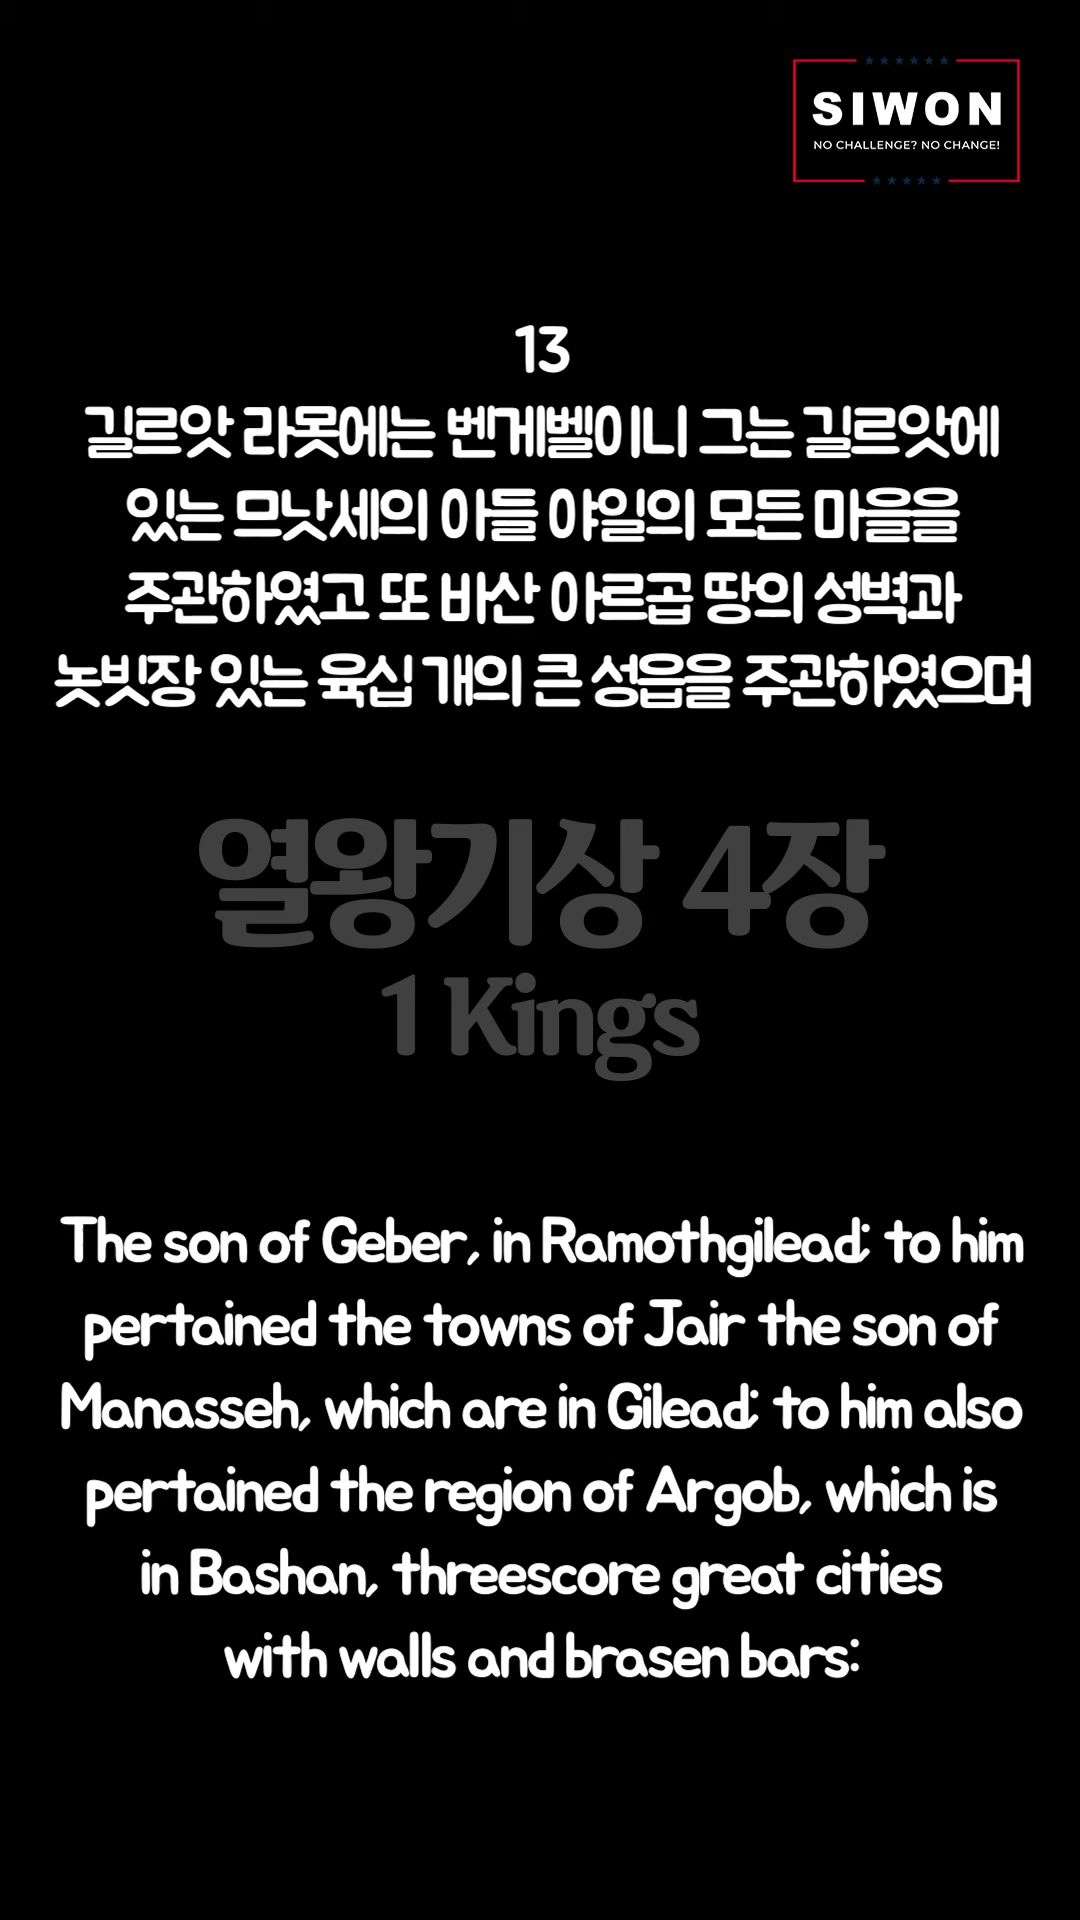 SIWON
NO CHALLENGE? NO CHANGE!
13
길르앗 라못에는 벤게벨이니 그는 길르앗에
있는 므낫세의 아들 야일의 모든 마을을
주관하였고 또 바산 아르곱 땅의 성벽과
놋빗장 있는 육십 개의 큰 성읍을 주관하였으며
열왕기상 4장
1 Kings
The son of Geber, in Ramothgilead; to him
pertained the towns of Jair the son of
Manasseh, which are in Gilead; to him also
pertained the region of Argob, which is
in Bashan, threescore great cities
with walls and brasen bars: